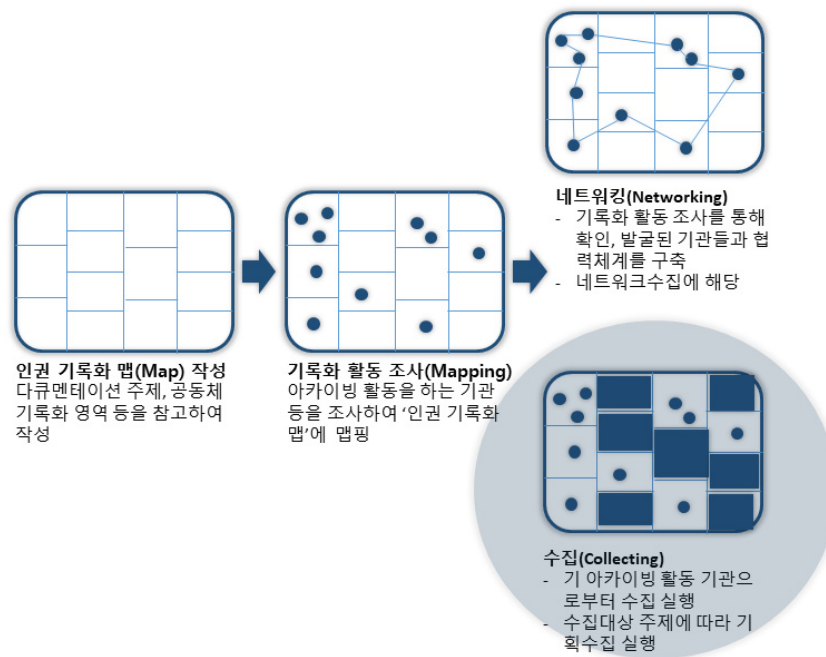 인권 기록화 맵(Map) 작성
다큐멘테이션 주제, 공동체
기록화 영역 등을 참고하여
작성
기록화 활동 조사(Mapping)
아카이빙 활동을 하는 기관
등을 조사하여 ‘인권 기록화
맵’에 맵핑
네트워킹(Networking)
- 기록화 활동 조사를 통해
확인, 발굴된 기관들과 협
력체계를 구축
- 네트워크수집에 해당
수집(Collecting)
- 기 아카이빙 활동 기관으
로부터 수집 실행
- 수집대상 주제에 따라 기
획수집 실행